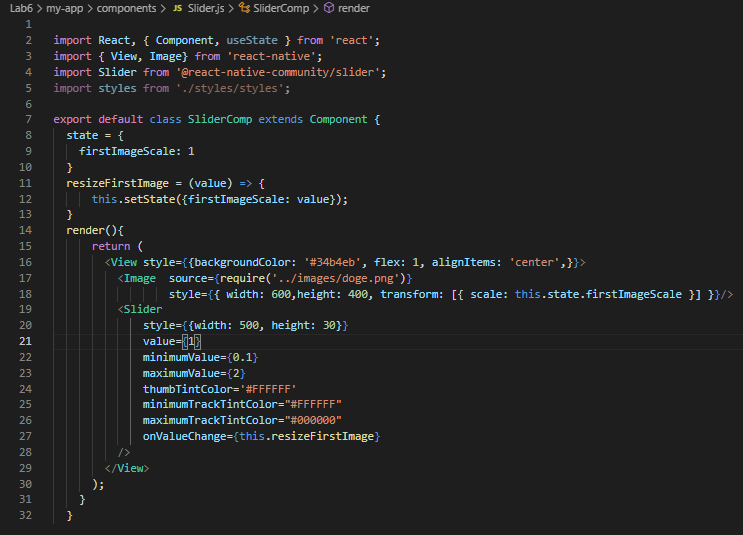 Lab6 > my-app > components > JS Slider.js > SliderComp > render
1
2 import React, { Component, useState } from 'react';
3 import { View, Image} from 'react-native';
4 import Slider from '@react-native-community/slider';
5 import styles from './styles/styles';
6
7 export default class SliderComp extends Component {
8   state = {
9     firstImageScale: 1
10   }
11   resizeFirstImage = (value) => {
12       this.setState({firstImageScale: value});
13   }
14   render(){
15       return (
16         <View style={{backgroundColor: '#34b4eb', flex: 1, alignItems: 'center',}}>
17           <Image  source={require('../images/doge.png')}
18                   style={{ width: 600,height: 400, transform: [{ scale: this.state.firstImageScale }] }}/>
19           <Slider
20               style={{width: 500, height: 30}}
21               value={1}
22               minimumValue={0.1}
23               maximumValue={2}
24               thumbTintColor='#FFFFFF'
25               minimumTrackTintColor="#FFFFFF"
26               maximumTrackTintColor="#000000"
27               onValueChange={this.resizeFirstImage}
28           />
29         </View>
30       );
31     }
32   }